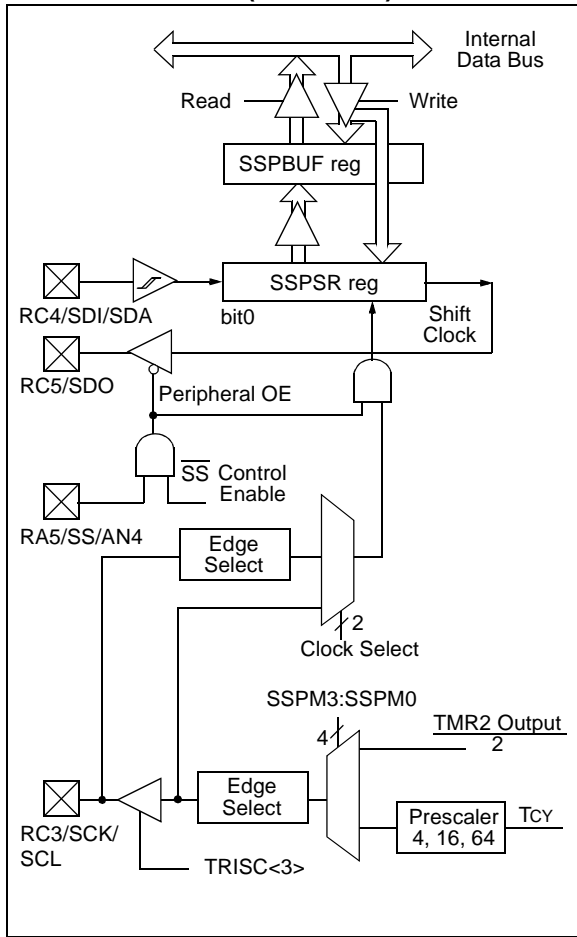 Internal
Data Bus
Read
Write
SSPBUF reg
SSPSR reg
RC4/SDI/SDA
bit0
Shift
Clock
RC5/SDO
Peripheral OE
SS Control
Enable
RA5/SS/AN4
Edge
Select
2
Clock Select
SSPM3:SSPM0
TMR2 Output
2
4
Edge
Select
Prescaler
4, 16, 64
TCY
RC3/SCK/
SCL
TRISC<3>